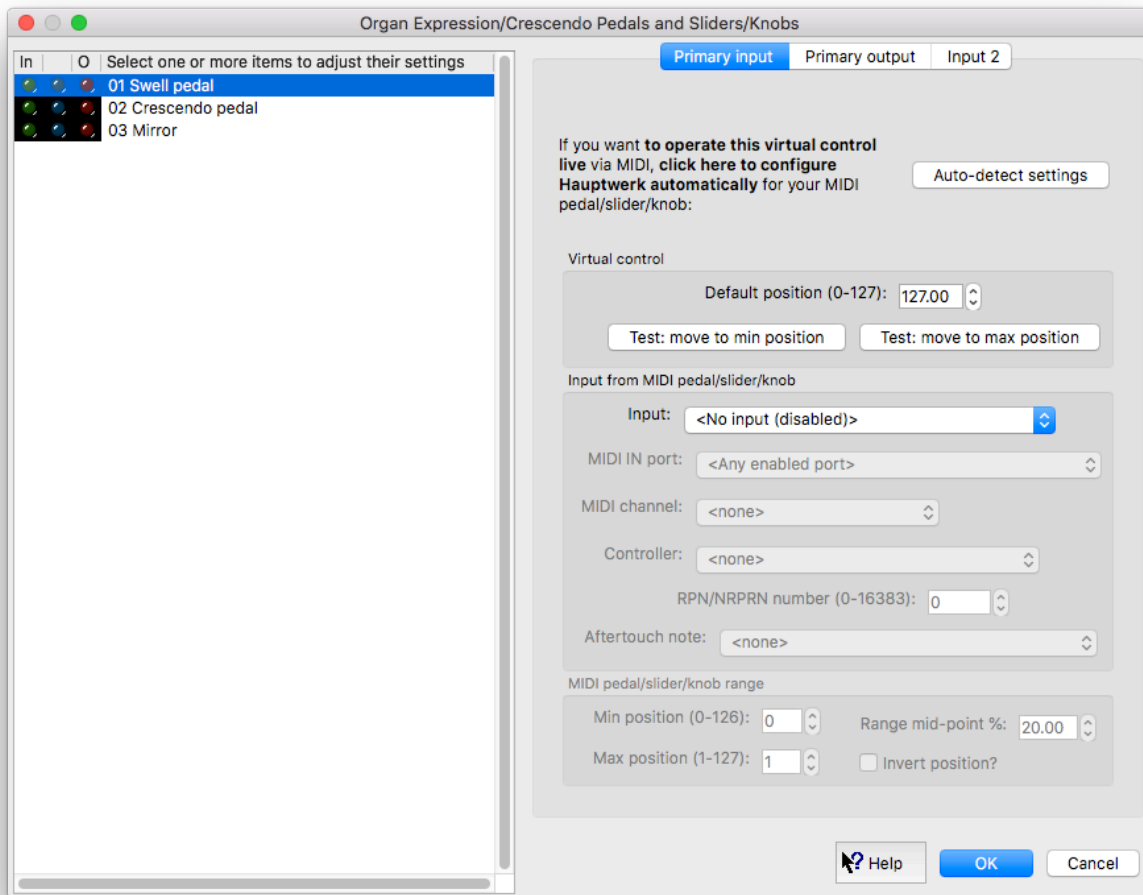 Organ Expression/Crescendo Pedals and Sliders/Knobs
In O Select one or more items to adjust their settings
01 Swell pedal
02 Crescendo pedal
03 Mirror
Primary input Primary output Input 2
If you want to operate this virtual control
live via MIDI, click here to configure
Hauptwerk automatically for your MIDI
pedal/slider/knob:
Auto-detect settings
Virtual control
Default position (0-127): 127.00
Test: move to min position Test: move to max position
Input from MIDI pedal/slider/knob
Input: <No input (disabled)>
MIDI IN port: <Any enabled port>
MIDI channel: <none>
Controller: <none>
RPN/NRPRN number (0-16383): 0
Aftertouch note: <none>
MIDI pedal/slider/knob range
Min position (0-126): 0 Range mid-point %: 20.00
Max position (1-127): 1 Invert position?
? Help OK Cancel